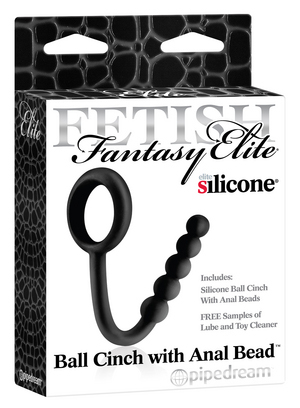 FETISH
Fantasy Elite®
elite
silicone®
Includes:
Silicone Ball Cinch
With Anal Beads
FREE Samples of
Lube and Toy Cleaner
Ball Cinch with Anal Bead™
pipedream